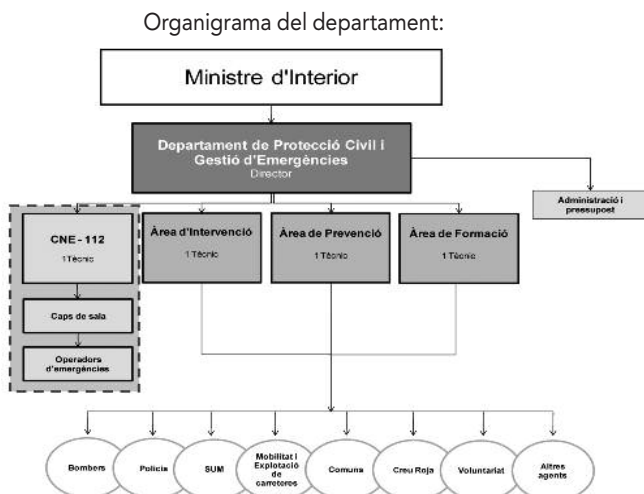 Organigrama del departament:
Ministre d'Interior
Departament de Protecció Civil i
Gestió d'Emergències
Director
Administració i
pressupost
CNE - 112
1 Tècnic
Àrea d'Intervenció
1 Tècnic
Àrea de Prevenció
1 Tècnic
Àrea de Formació
1 Tècnic
Caps de sala
Operadors
d'emergències
Bombers
Policia
SUM
Mobilitat i
Explotació de
carreteres
Comuns
Creu Roja
Voluntariat
Altres
agents